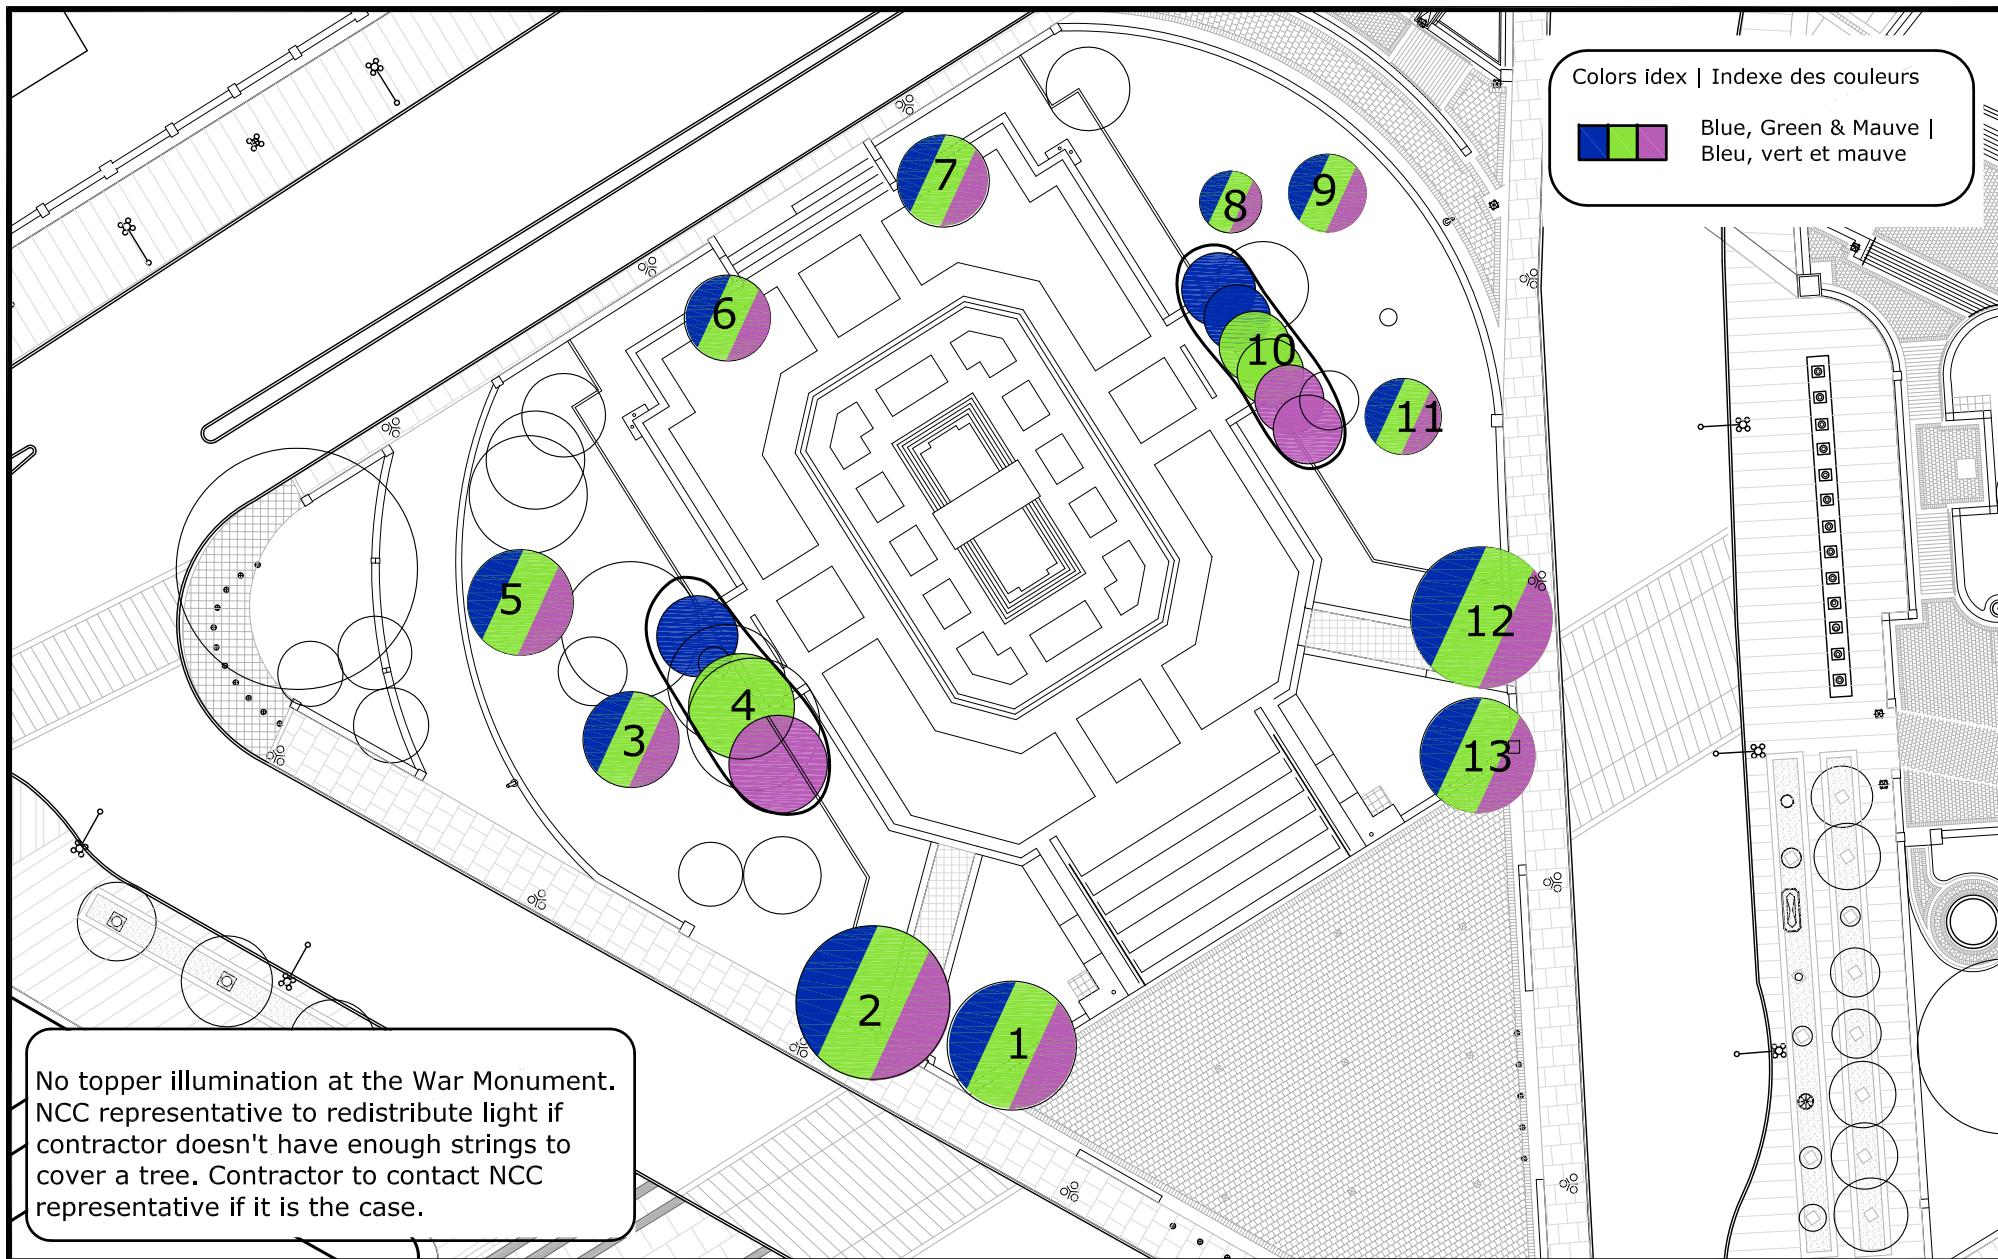 Colors idex | Indexe des couleurs
Blue, Green & Mauve |
Bleu, vert et mauve
7
8
9
6
10
11
5
12
3
4
13
2
1
No topper illumination at the War Monument.
NCC representative to redistribute light if
contractor doesn't have enough strings to
cover a tree. Contractor to contact NCC
representative if it is the case.